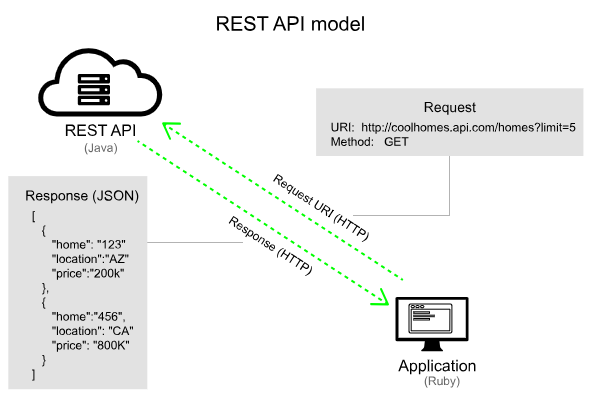 REST API model
REST API
(Java)
Request
URI:  http://coolhomes.api.com/homes?limit=5
Method:   GET
Request URI (HTTP)
Response (HTTP)
Response (JSON)
[
{
"home": "123"
"location":"AZ"
"price":"200k"
},
{
"home":"456",
"location": "CA"
"price": "800K"
}
]
Application
(Ruby)